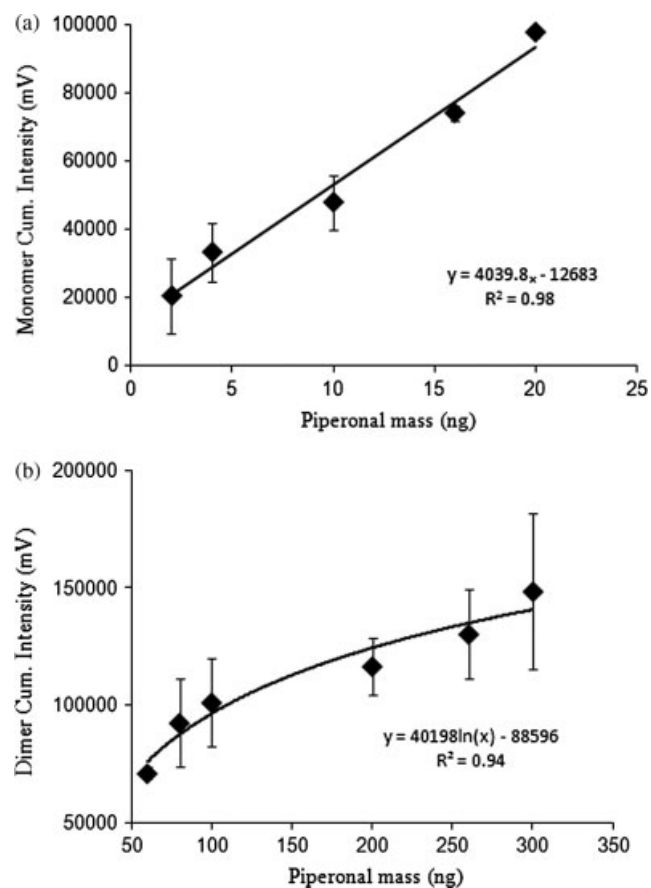 (a)
100000
80000
60000
40000
20000
0
Monomer Cum. Intensity (mV)
y = 4039.8x - 12683
R² = 0.98
0 5 10 15 20 25
Piperonal mass (ng)
(b)
200000
150000
100000
50000
Dimer Cum. Intensity (mV)
y = 40198ln(x) - 88596
R² = 0.94
50 100 150 200 250 300 350
Piperonal mass (ng)